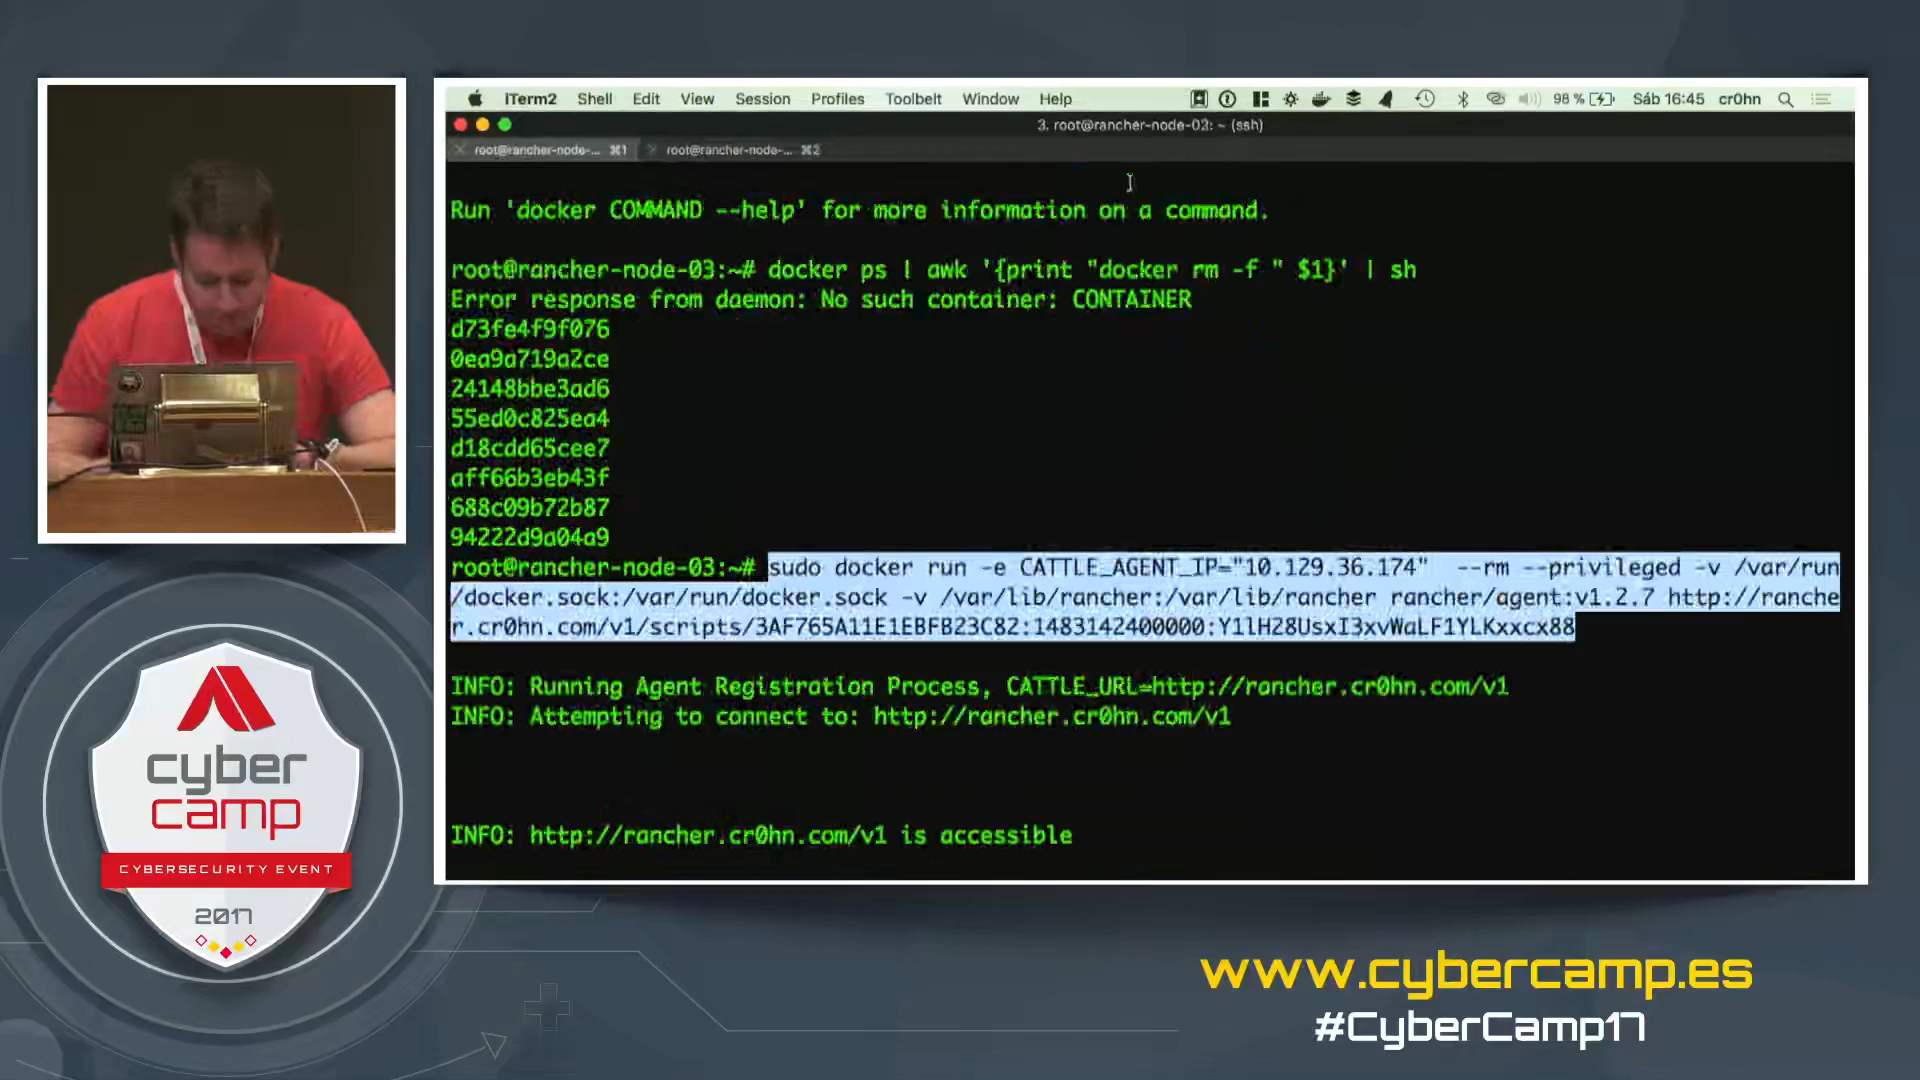 iTerm2 Shell Edit View Session Profiles Toolbelt Window Help 98 % Sáb 16:45 cr0hn
3. root@rancher-node-03: ~ (ssh)
root@rancher-node-... ⌘1 root@rancher-node-... ⌘2
Run 'docker COMMAND --help' for more information on a command.
root@rancher-node-03:~# docker ps | awk '{print "docker rm -f " $1}' | sh
Error response from daemon: No such container: CONTAINER
d73fe4f9f076
0ea9a719a2ce
24148bbe3ad6
55ed0c825ea4
d18cdd65cee7
aff66b3eb43f
688c09b72b87
94222d9a04a9
root@rancher-node-03:~# sudo docker run -e CATTLE_AGENT_IP="10.129.36.174"  --rm --privileged -v /var/run
/docker.sock:/var/run/docker.sock -v /var/lib/rancher:/var/lib/rancher rancher/agent:v1.2.7 http://ranche
r.cr0hn.com/v1/scripts/3AF765A11E1EBFB23C82:1483142400000:Y1lH28UsxI3xvWaLF1YLKxxcx88
INFO: Running Agent Registration Process, CATTLE_URL=http://rancher.cr0hn.com/v1
INFO: Attempting to connect to: http://rancher.cr0hn.com/v1
INFO: http://rancher.cr0hn.com/v1 is accessible
cyber
camp
CYBERSECURITY EVENT
2017
www.cybercamp.es
#CyberCamp17